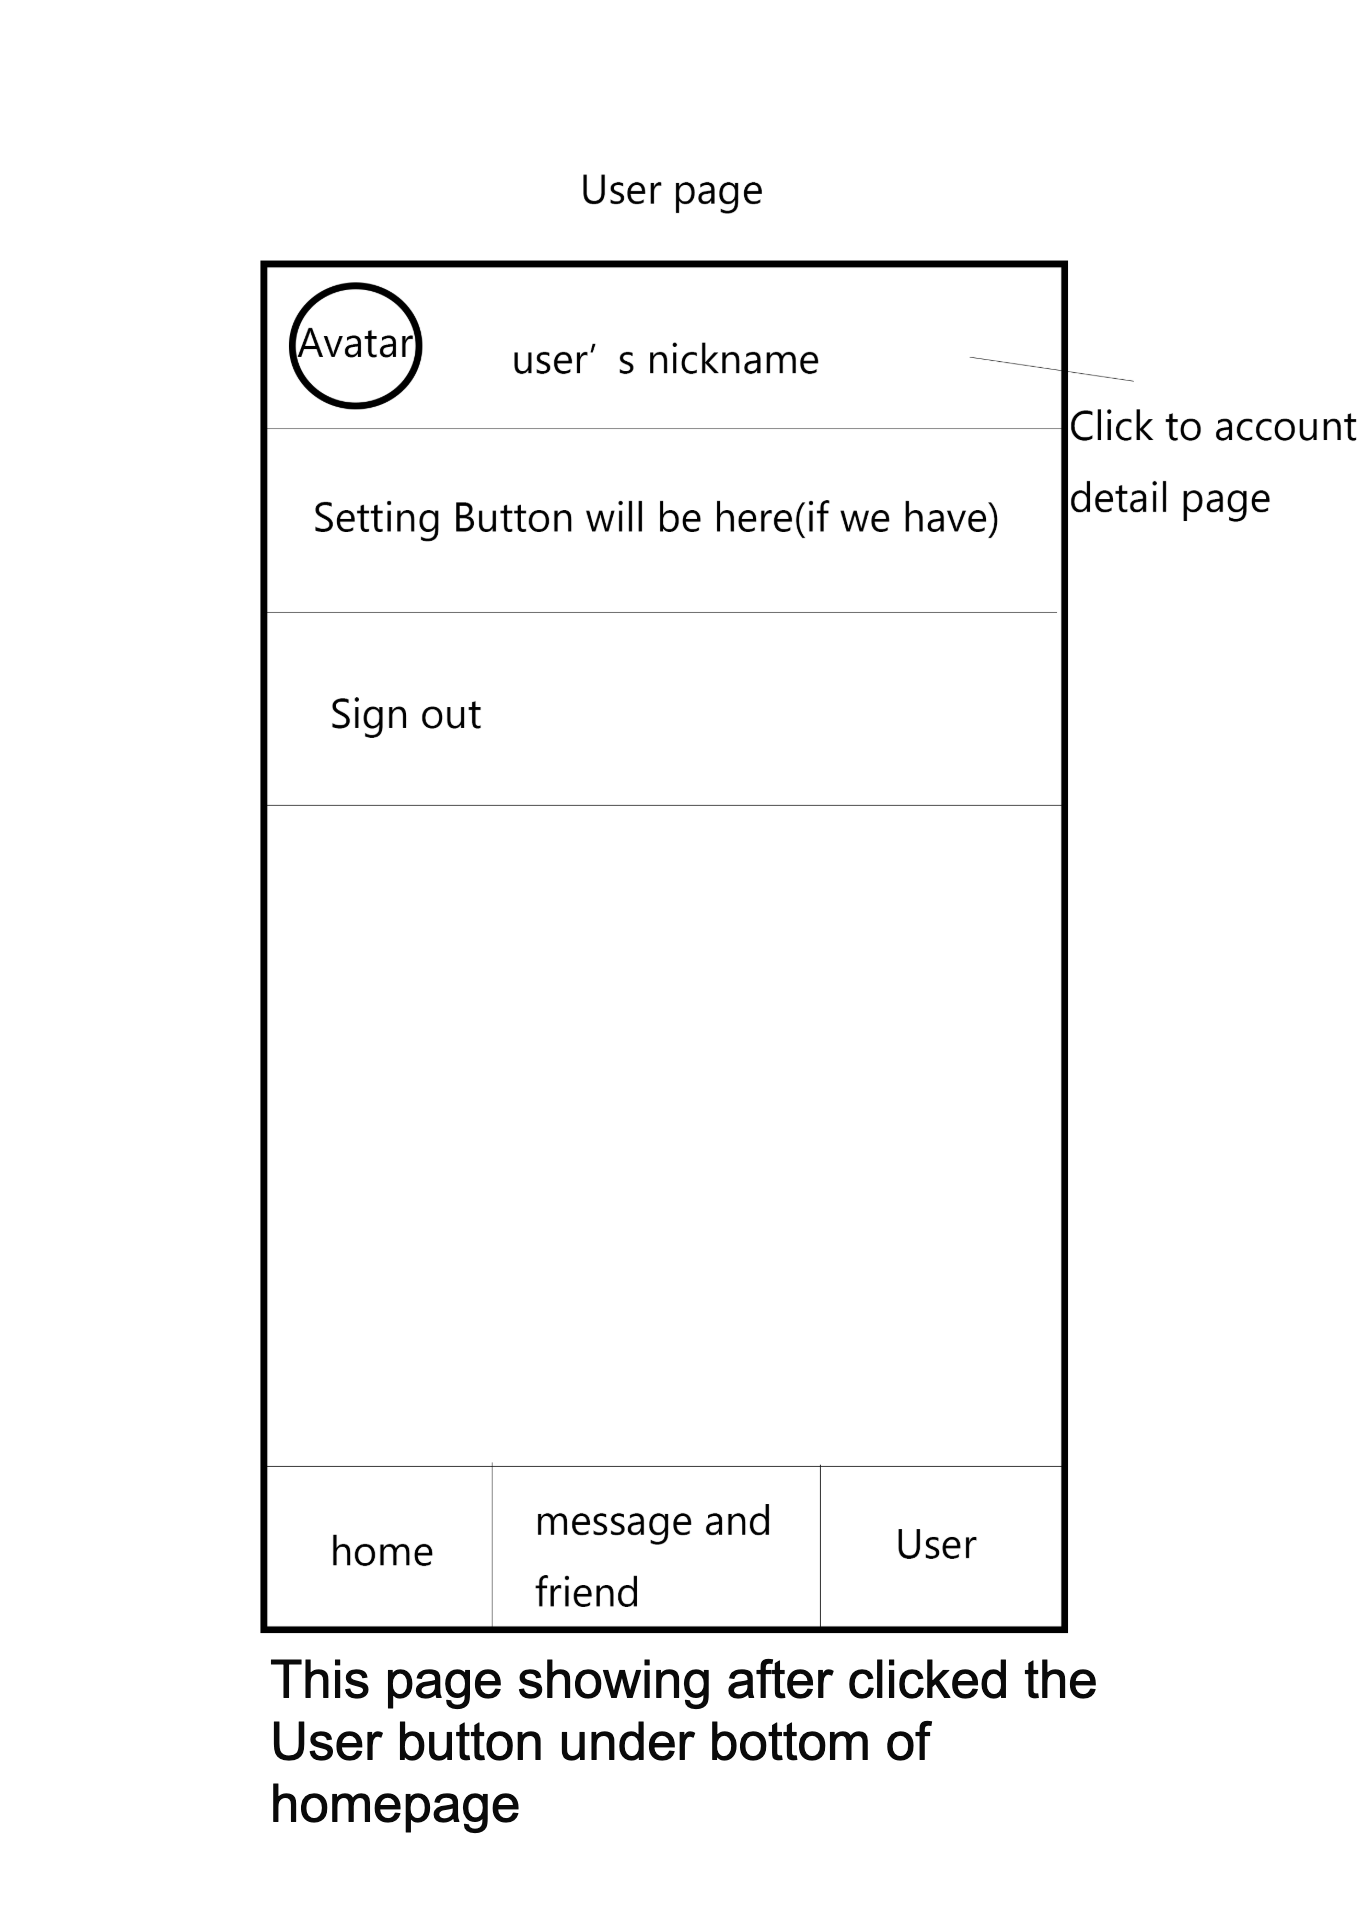 User page
Avatar
user’ s nickname
Click to account
detail page
Setting Button will be here(if we have)
Sign out
home
message and
friend
User
This page showing after clicked the
User button under bottom of
homepage